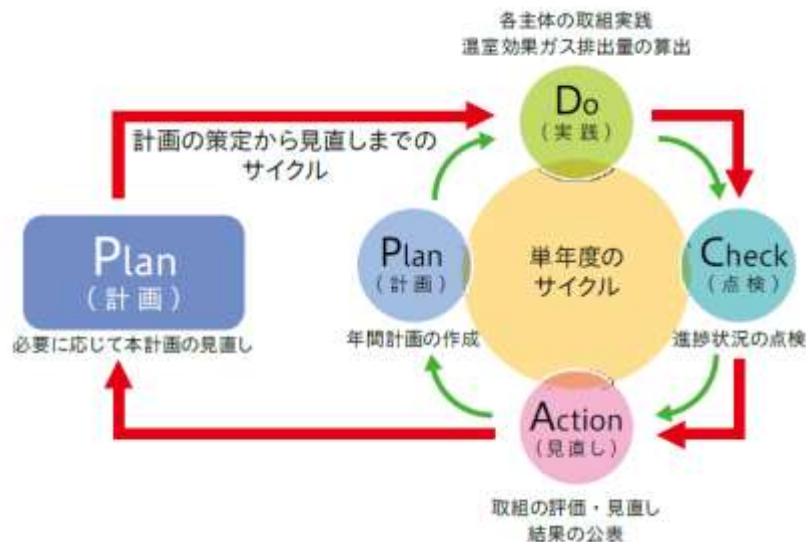 各主体の取組実践
温室効果ガス排出量の算出
Do
(実践)
計画の策定から見直しまでの
サイクル
Plan
(計画)
必要に応じて本計画の見直し
Plan
(計画)
年間計画の作成
単年度の
サイクル
Check
(点検)
進捗状況の点検
Action
(見直し)
取組の評価・見直し
結果の公表